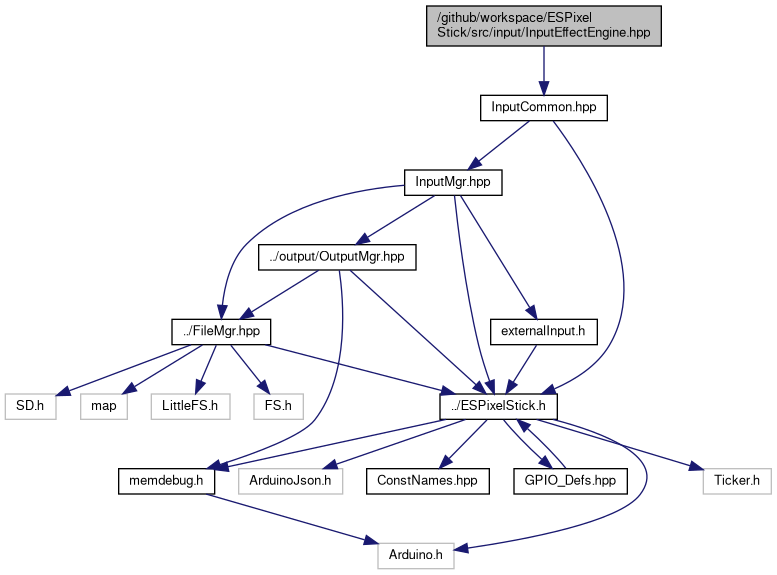 /github/workspace/ESPixel
Stick/src/input/InputEffectEngine.hpp
InputCommon.hpp
InputMgr.hpp
../output/OutputMgr.hpp
../FileMgr.hpp
externalInput.h
SD.h
map
LittleFS.h
FS.h
../ESPixelStick.h
memdebug.h
ArduinoJson.h
ConstNames.hpp
GPIO_Defs.hpp
Ticker.h
Arduino.h